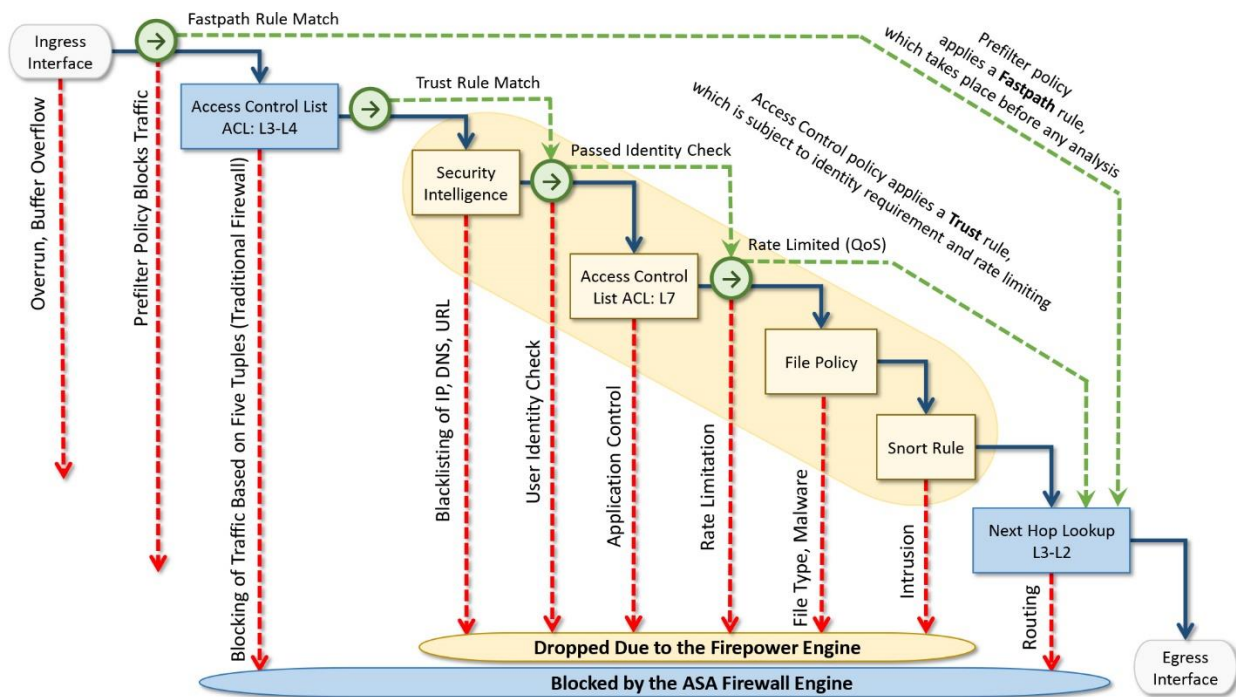 Fastpath Rule Match
Ingress
Interface
Prefilter policy
applies a Fastpath rule,
which takes place before any analysis
Trust Rule Match
Access Control List
ACL: L3-L4
Access Control policy applies a Trust rule,
which is subject to identity requirement and rate limiting
Passed Identity Check
Security
Intelligence
Rate Limited (QoS)
Access Control
List ACL: L7
File Policy
Snort Rule
Next Hop Lookup
L3-L2
Overrun, Buffer Overflow
Prefilter Policy Blocks Traffic
Blocking of Traffic Based on Five Tuples (Traditional Firewall)
Blacklisting of IP, DNS, URL
User Identity Check
Application Control
Rate Limitation
File Type, Malware
Intrusion
Routing
Dropped Due to the Firepower Engine
Blocked by the ASA Firewall Engine
Egress
Interface